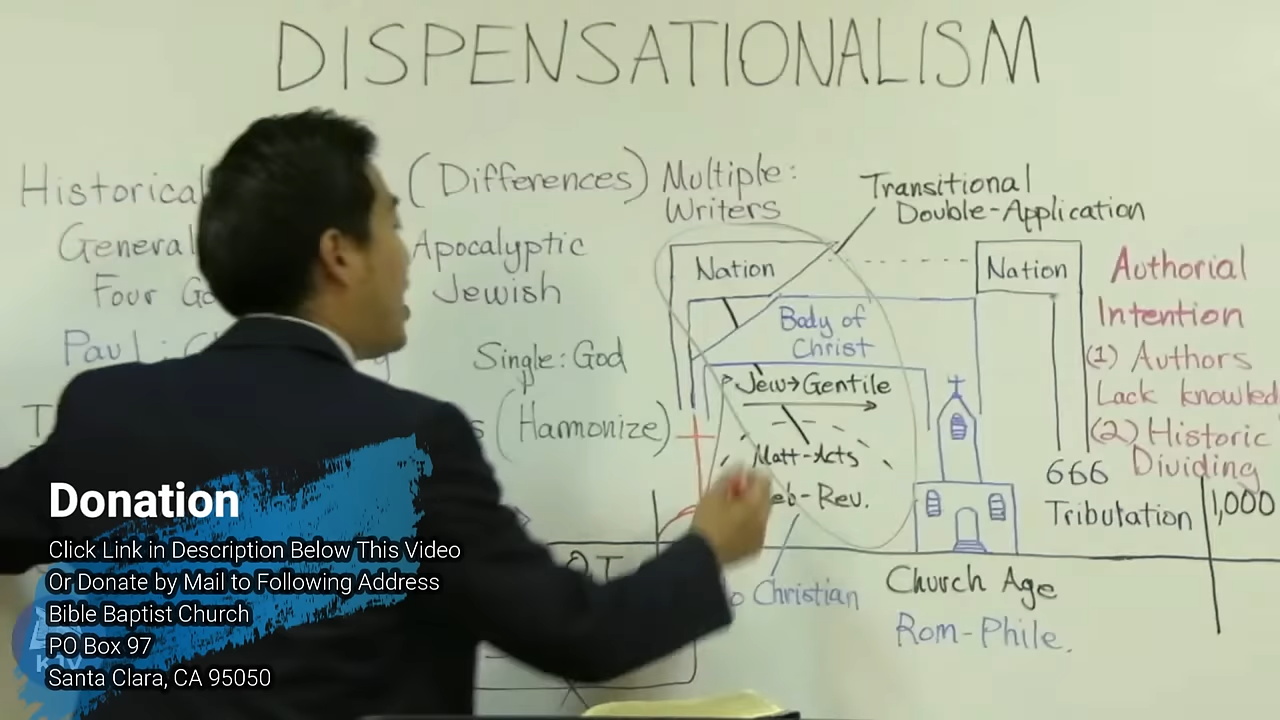 DISPENSATIONALISM
Historical
General
Four
Paul:
(Differences)
Apocalyptic
Jewish
Single: God
(Harmonize)
Multiple:
Writers
Transitional
Double-Application
Nation
Body of
Christ
Jew→Gentile
Matt-Acts
Rev.
Christian
Church Age
Rom-Phile.
Nation
666
Tribulation
1,000
Authorial
Intention
(1) Authors
Lack
(2) Historic
Dividing
OT
Donation
Click Link in Description Below This Video
Or Donate by Mail to Following Address
Bible Baptist Church
PO Box 97
Santa Clara, CA 95050